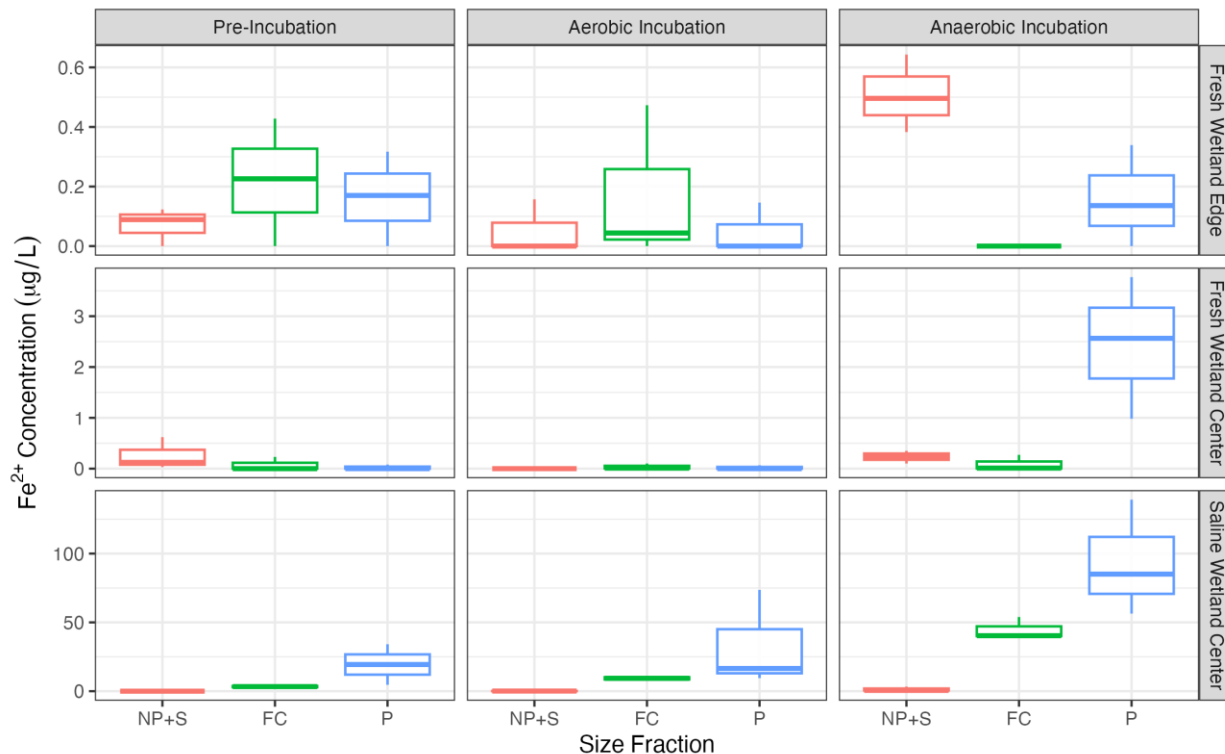 Pre-Incubation
Aerobic Incubation
Anaerobic Incubation
Fe²⁺ Concentration (µg/L)
0.6
0.4
0.2
0.0
Fresh Wetland Edge
3
2
1
0
Fresh Wetland Center
100
50
0
Saline Wetland Center
NP+S FC P
NP+S FC P
NP+S FC P
Size Fraction